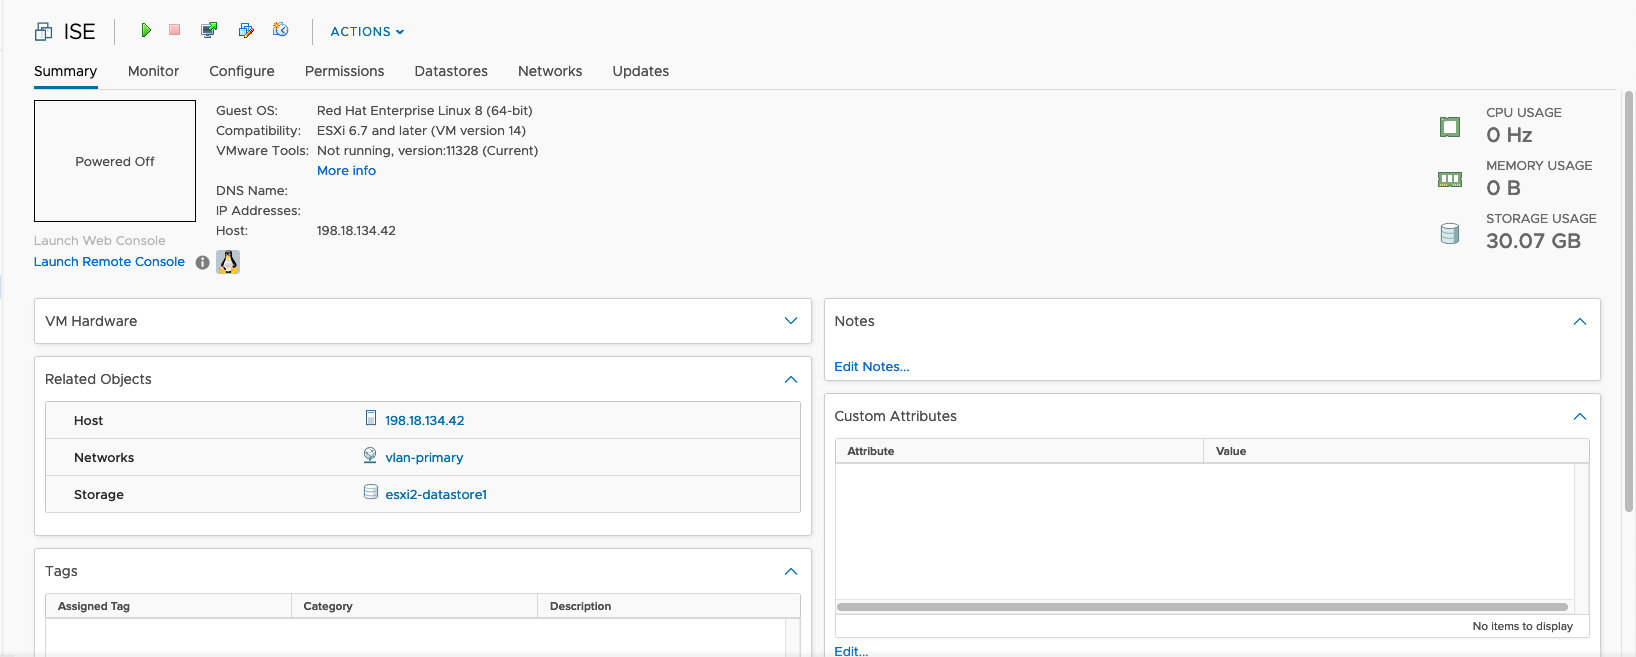 ISE
ACTIONS
Summary Monitor Configure Permissions Datastores Networks Updates
Powered Off
Guest OS: Red Hat Enterprise Linux 8 (64-bit)
Compatibility: ESXi 6.7 and later (VM version 14)
VMware Tools: Not running, version:11328 (Current)
More info
DNS Name:
IP Addresses:
Host: 198.18.134.42
Launch Web Console
Launch Remote Console
CPU USAGE
0 Hz
MEMORY USAGE
0 B
STORAGE USAGE
30.07 GB
VM Hardware
Related Objects
Host 198.18.134.42
Networks vlan-primary
Storage esxi2-datastore1
Tags
Assigned Tag Category Description
Notes
Edit Notes...
Custom Attributes
Attribute Value
No items to display
Edit...